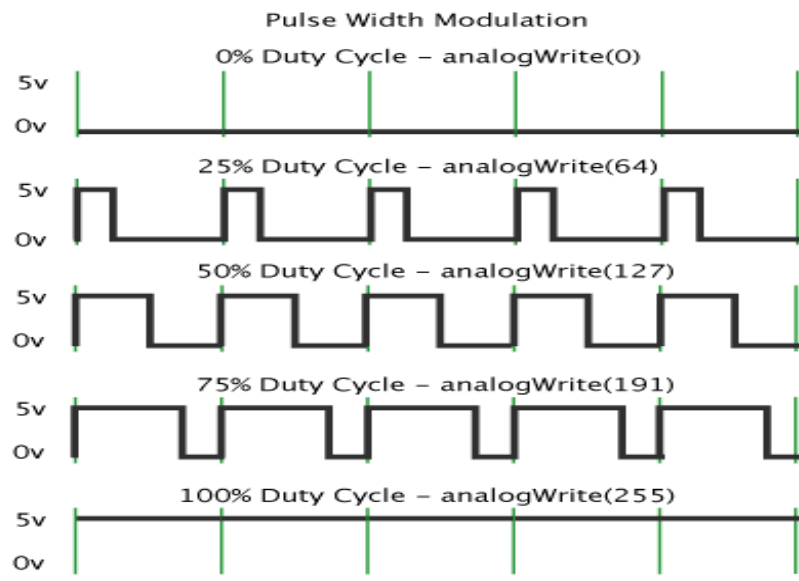 Pulse Width Modulation
0% Duty Cycle – analogWrite(0)
5v
0v
25% Duty Cycle – analogWrite(64)
5v
0v
50% Duty Cycle – analogWrite(127)
5v
0v
75% Duty Cycle – analogWrite(191)
5v
0v
100% Duty Cycle – analogWrite(255)
5v
0v